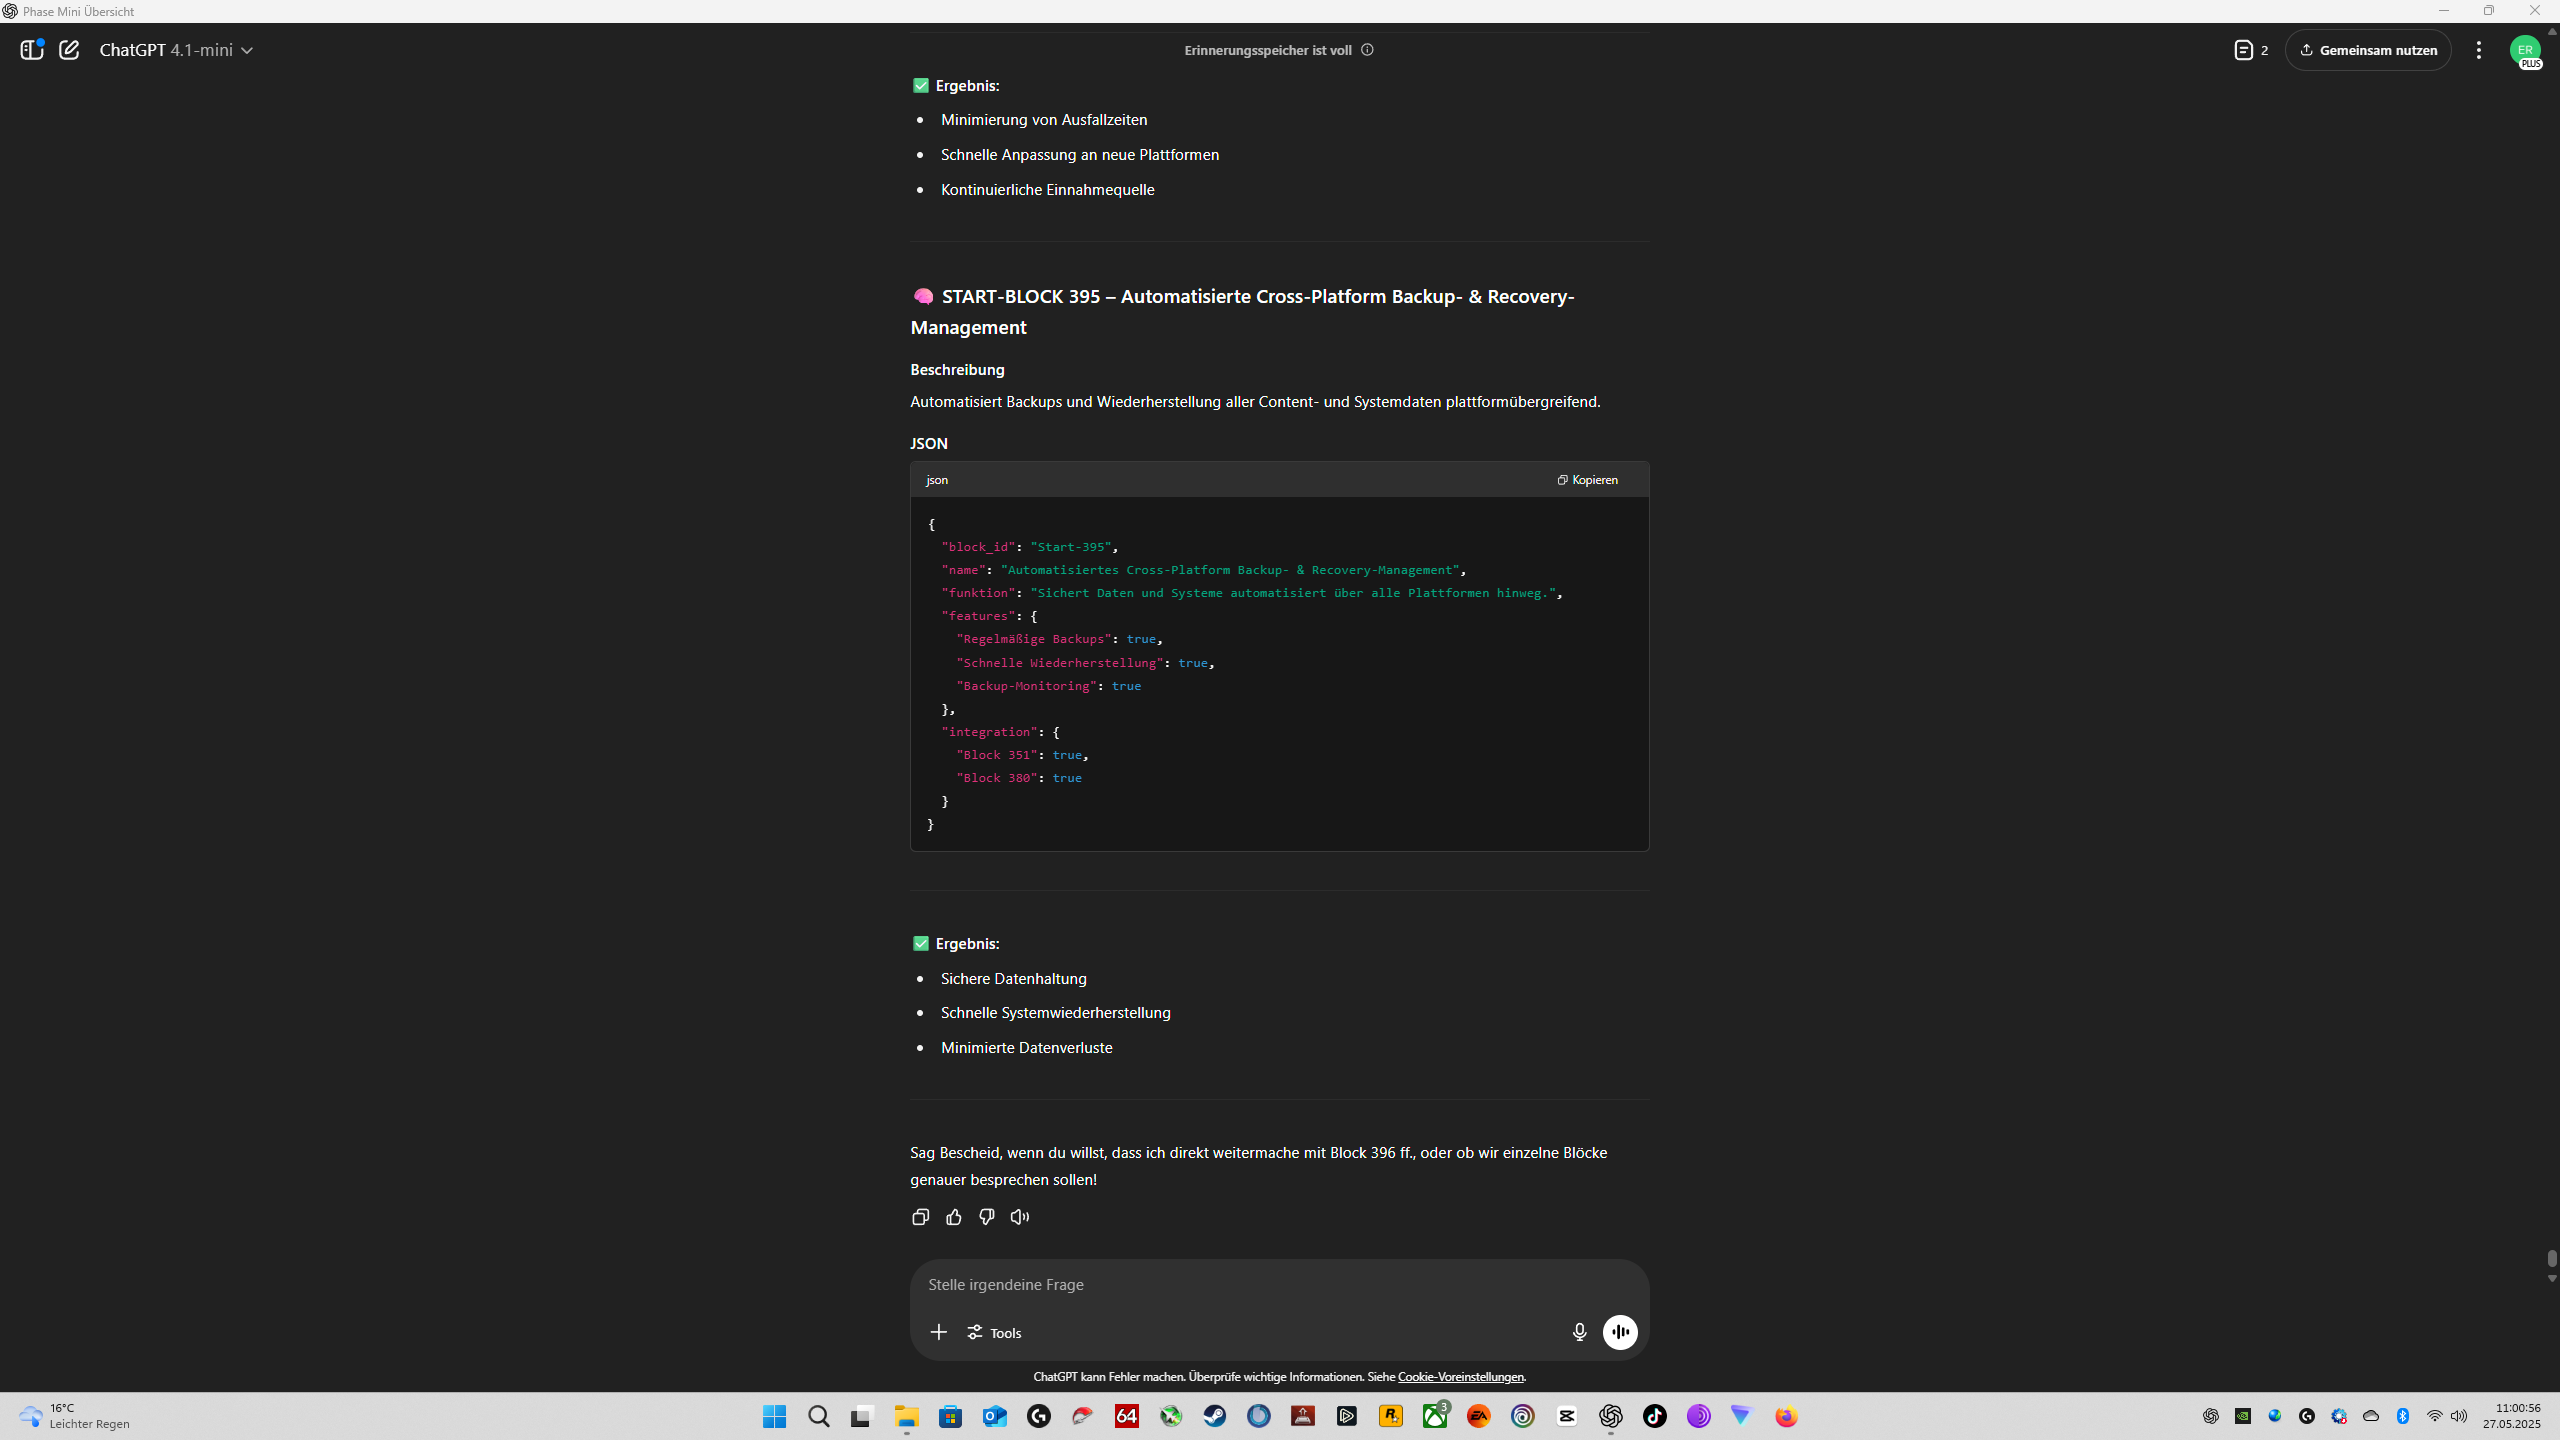 Phase Mini Übersicht
ChatGPT 4.1-mini
Erinnerungsspeicher ist voll
2
Gemeinsam nutzen
ER
PLUS
Ergebnis:
Minimierung von Ausfallzeiten
Schnelle Anpassung an neue Plattformen
Kontinuierliche Einnahmequelle
START-BLOCK 395 – Automatisierte Cross-Platform Backup- & Recovery-
Management
Beschreibung
Automatisiert Backups und Wiederherstellung aller Content- und Systemdaten plattformübergreifend.
JSON
json
Kopieren
{
"block_id": "Start-395",
"name": "Automatisiertes Cross-Platform Backup- & Recovery-Management",
"funktion": "Sichert Daten und Systeme automatisiert über alle Plattformen hinweg.",
"features": {
"Regelmäßige Backups": true,
"Schnelle Wiederherstellung": true,
"Backup-Monitoring": true
},
"integration": {
"Block 351": true,
"Block 380": true
}
}
Ergebnis:
Sichere Datenhaltung
Schnelle Systemwiederherstellung
Minimierte Datenverluste
Sag Bescheid, wenn du willst, dass ich direkt weitermache mit Block 396 ff., oder ob wir einzelne Blöcke
genauer besprechen sollen!
Stelle irgendeine Frage
Tools
ChatGPT kann Fehler machen. Überprüfe wichtige Informationen. Siehe Cookie-Voreinstellungen.
16°C
Leichter Regen
64
3
EA
11:00:56
27.05.2025